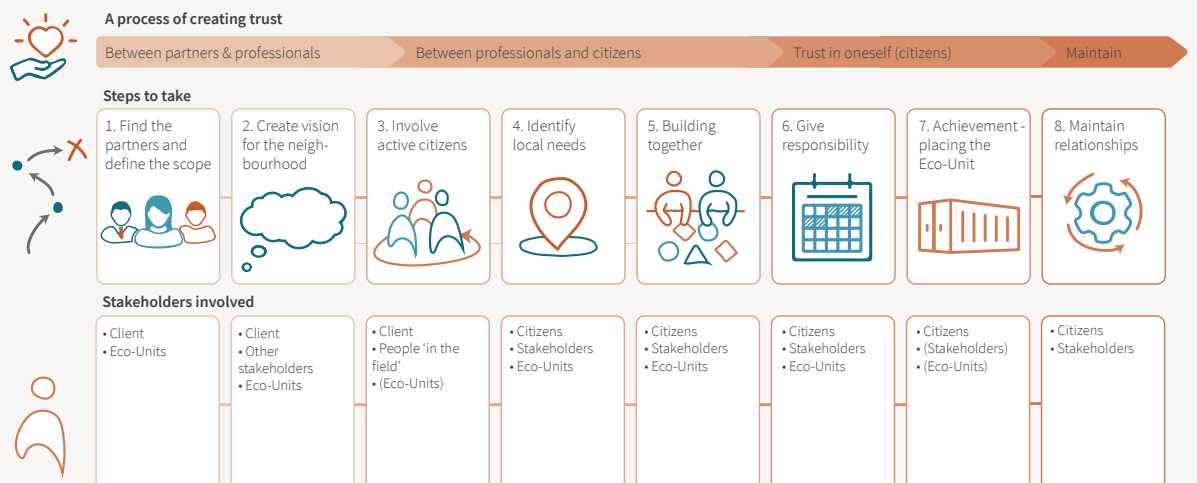 A process of creating trust
Between partners & professionals
Between professionals and citizens
Trust in oneself (citizens)
Maintain
Steps to take
1. Find the
partners and
define the scope
2. Create vision
for the neigh-
bourhood
3. Involve
active citizens
4. Identify
local needs
5. Building
together
6. Give
responsibility
7. Achievement -
placing the
Eco-Unit
8. Maintain
relationships
Stakeholders involved
• Client
• Eco-Units
• Client
• Other
stakeholders
• Eco-Units
• Client
• People ‘in the
field’
• (Eco-Units)
• Citizens
• Stakeholders
• Eco-Units
• Citizens
• Stakeholders
• Eco-Units
• Citizens
• Stakeholders
• Eco-Units
• Citizens
• (Stakeholders)
• (Eco-Units)
• Citizens
• Stakeholders